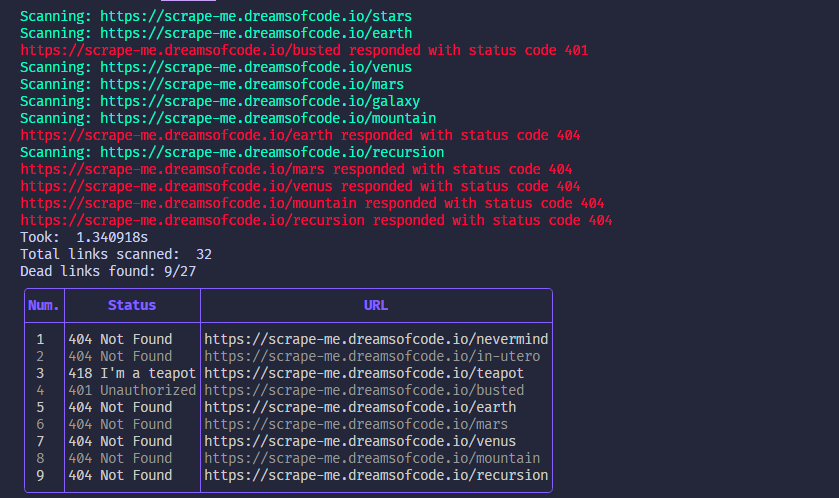 Scanning: https://scrape-me.dreamsofcode.io/stars
Scanning: https://scrape-me.dreamsofcode.io/earth
https://scrape-me.dreamsofcode.io/busted responded with status code 401
Scanning: https://scrape-me.dreamsofcode.io/venus
Scanning: https://scrape-me.dreamsofcode.io/mars
Scanning: https://scrape-me.dreamsofcode.io/galaxy
Scanning: https://scrape-me.dreamsofcode.io/mountain
https://scrape-me.dreamsofcode.io/earth responded with status code 404
Scanning: https://scrape-me.dreamsofcode.io/recursion
https://scrape-me.dreamsofcode.io/mars responded with status code 404
https://scrape-me.dreamsofcode.io/venus responded with status code 404
https://scrape-me.dreamsofcode.io/mountain responded with status code 404
https://scrape-me.dreamsofcode.io/recursion responded with status code 404
Took:  1.340918s
Total links scanned:  32
Dead links found: 9/27
Num. Status URL
1 404 Not Found https://scrape-me.dreamsofcode.io/nevermind
2 404 Not Found https://scrape-me.dreamsofcode.io/in-utero
3 418 I'm a teapot https://scrape-me.dreamsofcode.io/teapot
4 401 Unauthorized https://scrape-me.dreamsofcode.io/busted
5 404 Not Found https://scrape-me.dreamsofcode.io/earth
6 404 Not Found https://scrape-me.dreamsofcode.io/mars
7 404 Not Found https://scrape-me.dreamsofcode.io/venus
8 404 Not Found https://scrape-me.dreamsofcode.io/mountain
9 404 Not Found https://scrape-me.dreamsofcode.io/recursion